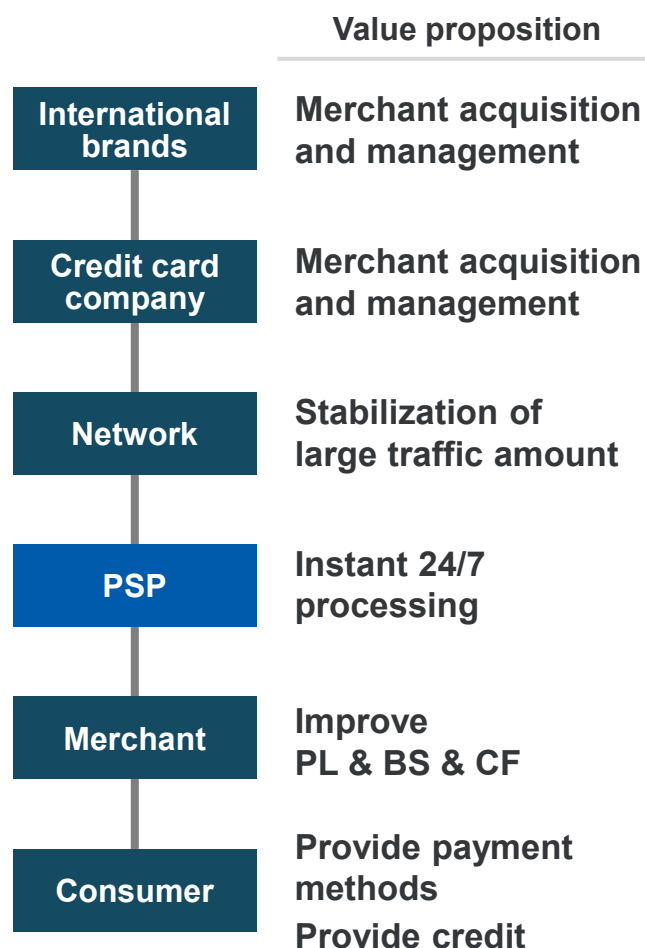 Value proposition
International
brands
Merchant acquisition
and management
Credit card
company
Merchant acquisition
and management
Network
Stabilization of
large traffic amount
PSP
Instant 24/7
processing
Merchant
Improve
PL & BS & CF
Consumer
Provide payment
methods
Provide credit